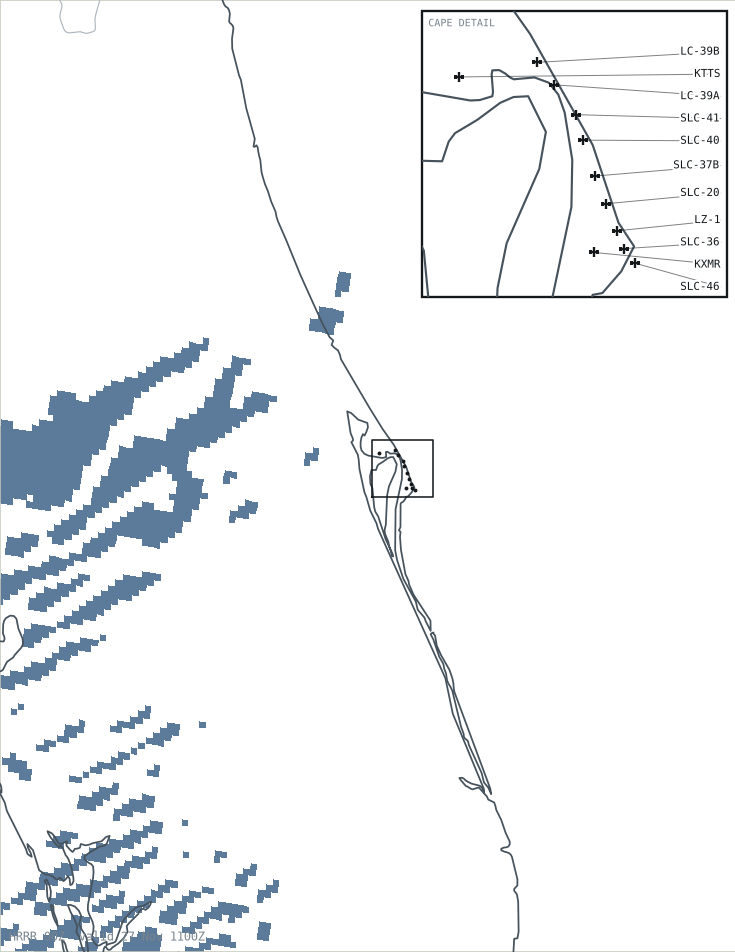 CAPE DETAIL
LC-39B
KTTS
LC-39A
SLC-41
SLC-40
SLC-37B
SLC-20
LZ-1
SLC-36
KXMR
SLC-46
HRRR 1100Z